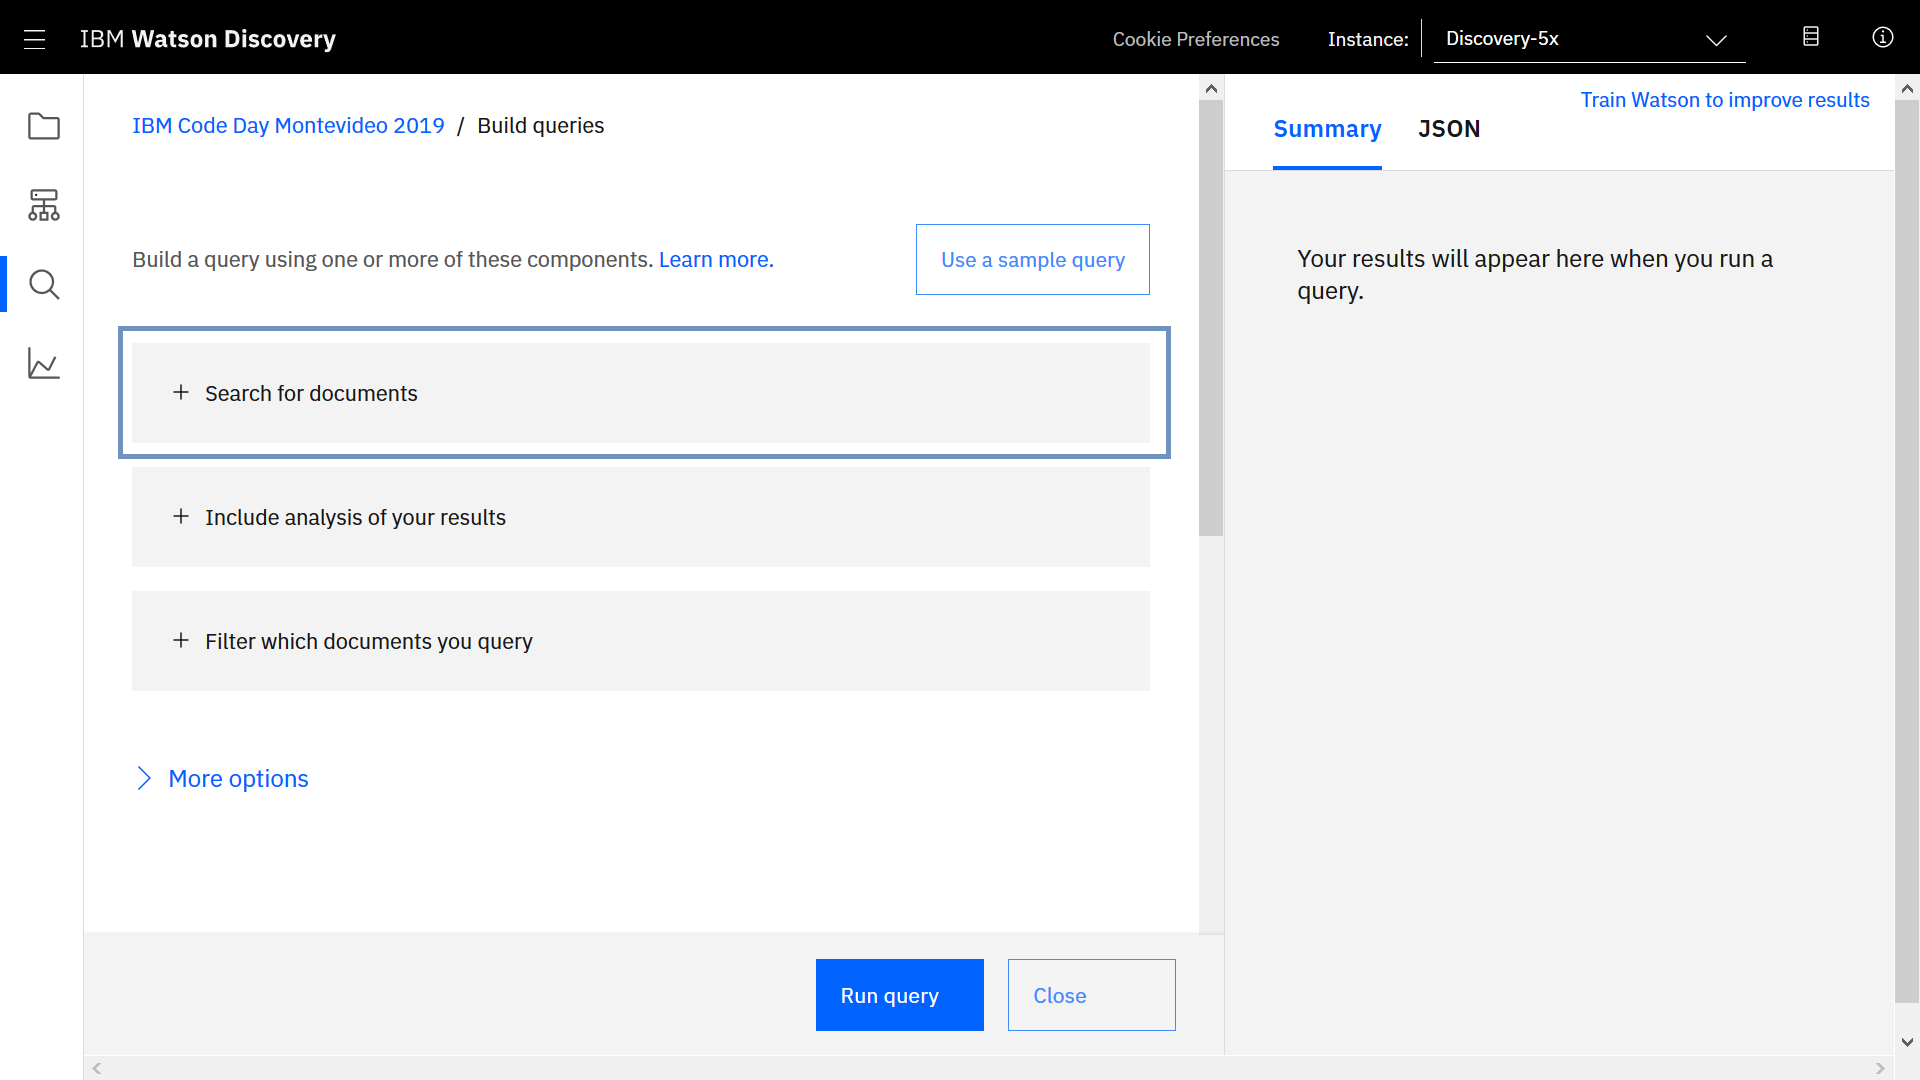 IBM Watson Discovery
Cookie Preferences
Instance:
Discovery-5x
IBM Code Day Montevideo 2019 / Build queries
Train Watson to improve results
Summary
JSON
Build a query using one or more of these components. Learn more.
Use a sample query
Your results will appear here when you run a
query.
+ Search for documents
+ Include analysis of your results
+ Filter which documents you query
More options
Run query
Close